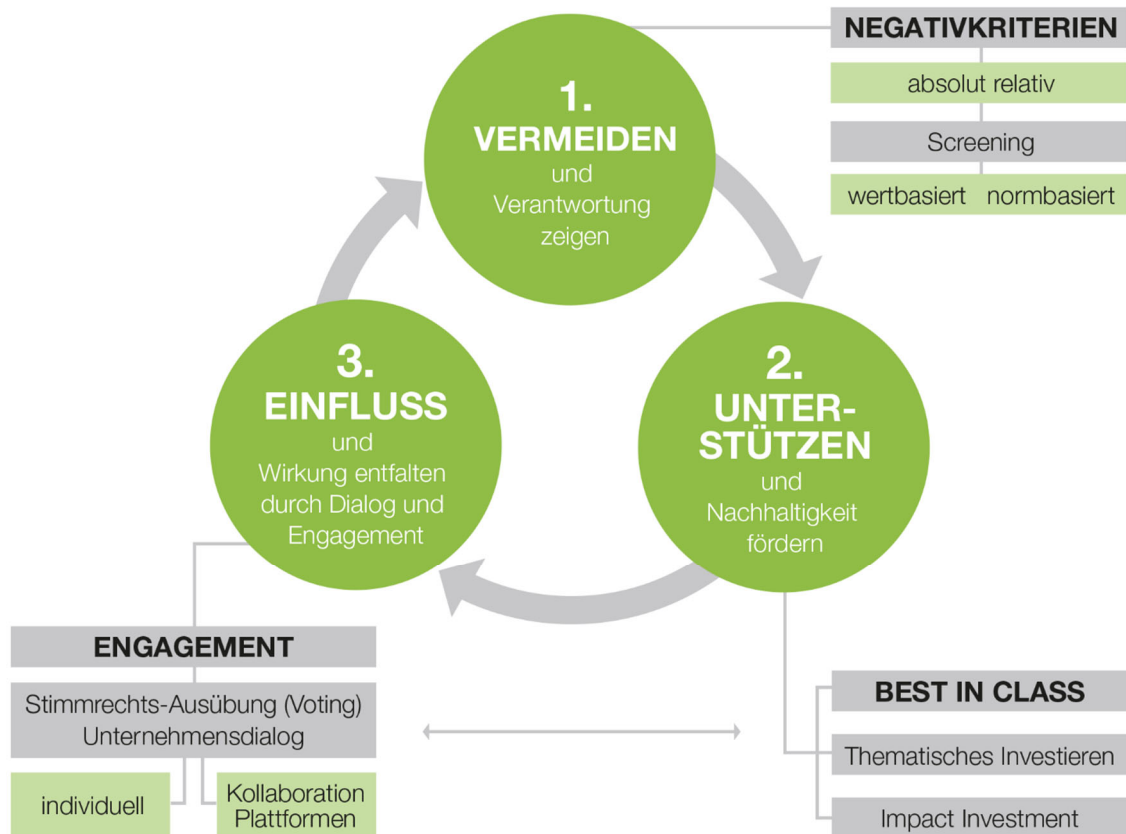 1.
VERMEIDEN
und
Verantwortung
zeigen
NEGATIVKRITERIEN
absolut relativ
Screening
wertbasiert normbasiert
2.
UNTER-
STÜTZEN
und
Nachhaltigkeit
fördern
BEST IN CLASS
Thematisches Investieren
Impact Investment
3.
EINFLUSS
und
Wirkung entfalten
durch Dialog und
Engagement
ENGAGEMENT
Stimmrechts-Ausübung (Voting)
Unternehmensdialog
individuell
Kollaboration
Plattformen